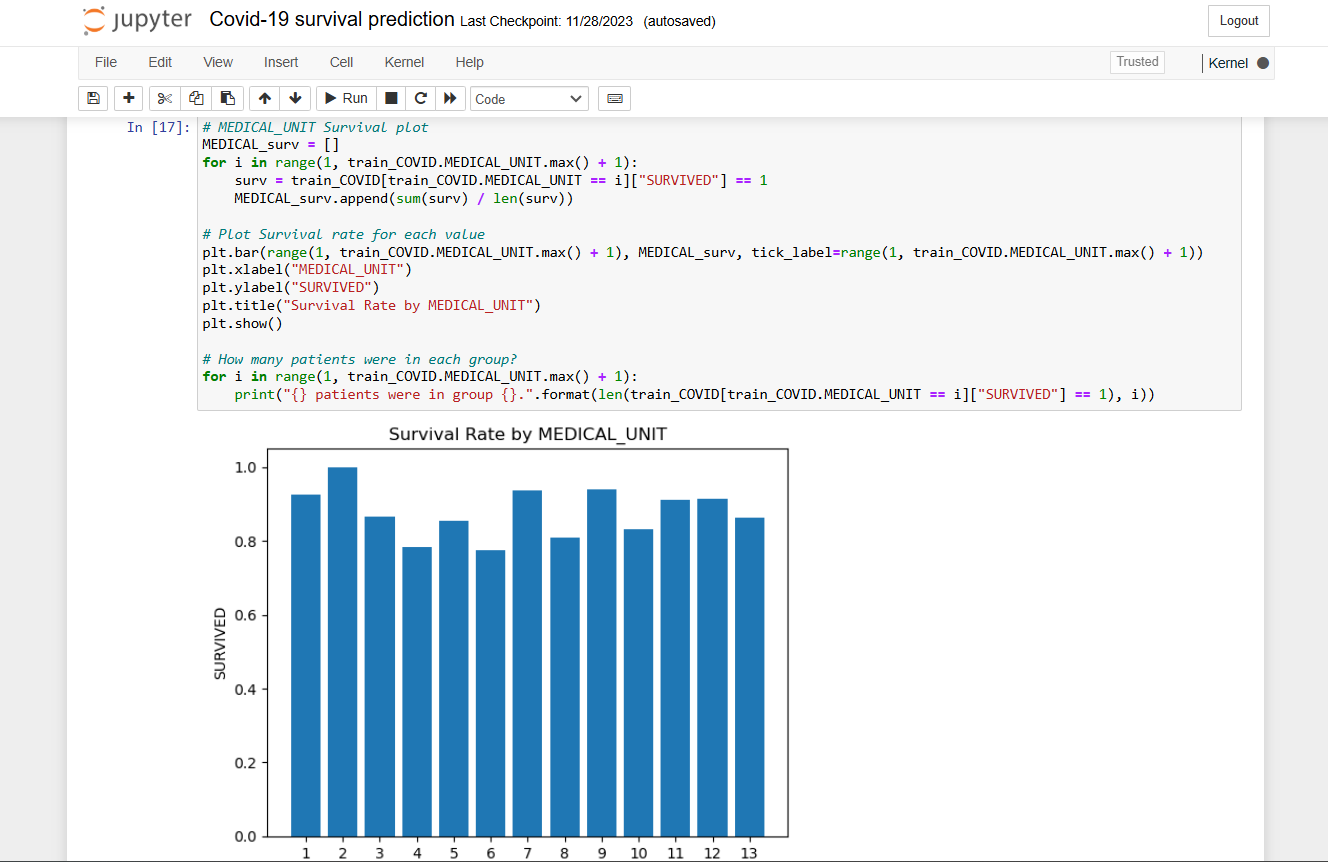 jupyter Covid-19 survival prediction Last Checkpoint: 11/28/2023 (autosaved) Logout
File Edit View Insert Cell Kernel Help Trusted Kernel
Run Code
In [17]: # MEDICAL_UNIT Survival plot
MEDICAL_surv = []
for i in range(1, train_COVID.MEDICAL_UNIT.max() + 1):
    surv = train_COVID[train_COVID.MEDICAL_UNIT == i]["SURVIVED"] == 1
    MEDICAL_surv.append(sum(surv) / len(surv))
# Plot Survival rate for each value
plt.bar(range(1, train_COVID.MEDICAL_UNIT.max() + 1), MEDICAL_surv, tick_label=range(1, train_COVID.MEDICAL_UNIT.max() + 1))
plt.xlabel("MEDICAL_UNIT")
plt.ylabel("SURVIVED")
plt.title("Survival Rate by MEDICAL_UNIT")
plt.show()
# How many patients were in each group?
for i in range(1, train_COVID.MEDICAL_UNIT.max() + 1):
    print("{} patients were in group {}.".format(len(train_COVID[train_COVID.MEDICAL_UNIT == i]["SURVIVED"] == 1), i))
Survival Rate by MEDICAL_UNIT
SURVIVED
1.0
0.8
0.6
0.4
0.2
0.0
1 2 3 4 5 6 7 8 9 10 11 12 13